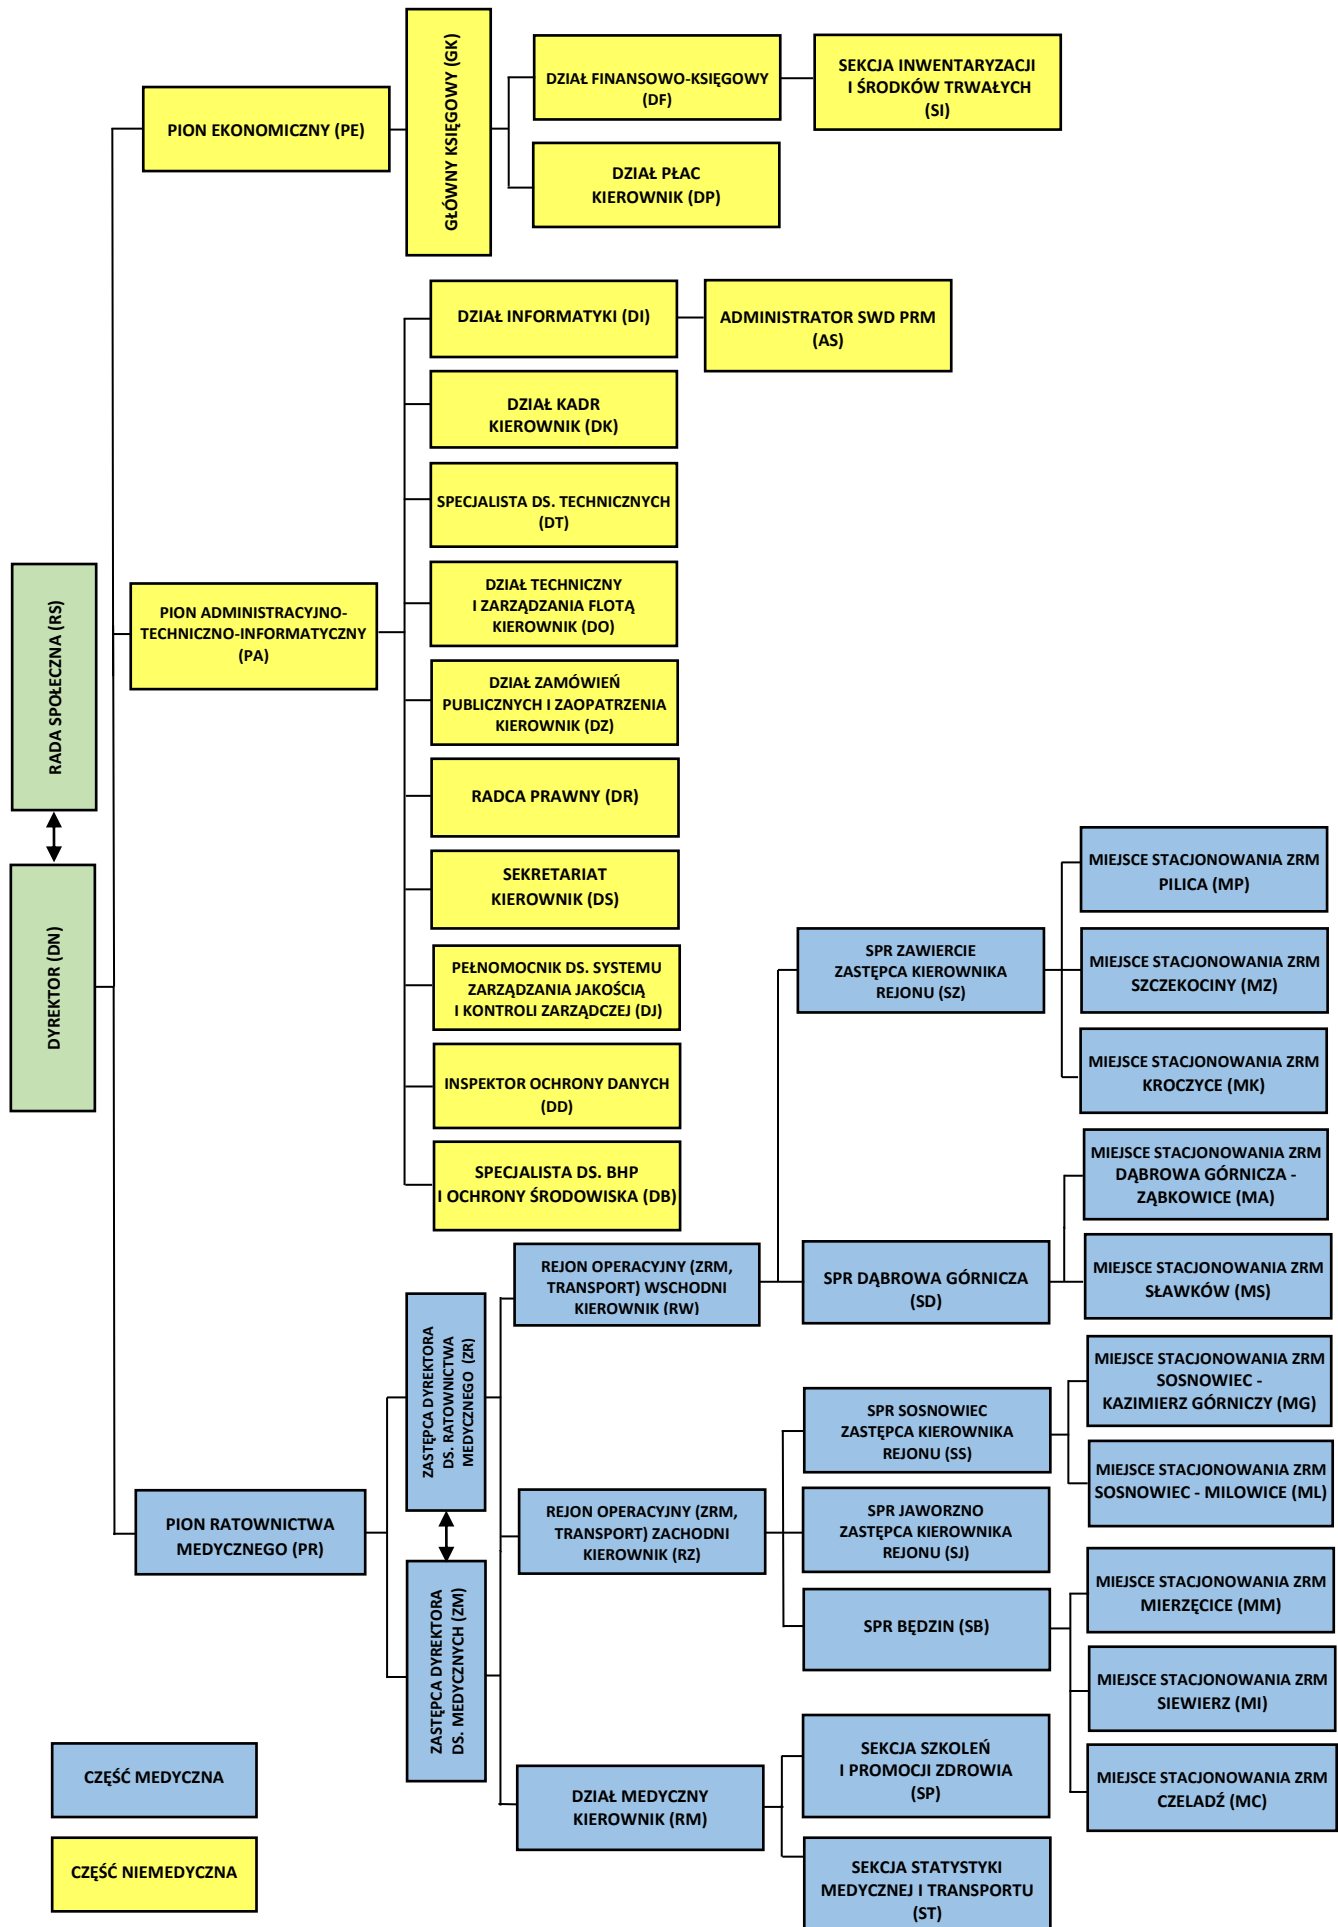 GŁÓWNY KSIĘGOWY (GK)
DZIAŁ FINANSOWO-KSIĘGOWY
(DF)
SEKCJA INWENTARYZACJI
I ŚRODKÓW TRWAŁYCH
(SI)
PION EKONOMICZNY (PE)
DZIAŁ PŁAC
KIEROWNIK (DP)
DZIAŁ INFORMATYKI (DI)
ADMINISTRATOR SWD PRM
(AS)
DZIAŁ KADR
KIEROWNIK (DK)
SPECJALISTA DS. TECHNICZNYCH
(DT)
RADA SPOŁECZNA (RS)
PION ADMINISTRACYJNO-
TECHNICZNO-INFORMATYCZNY
(PA)
DZIAŁ TECHNICZNY
I ZARZĄDZANIA FLOTĄ
KIEROWNIK (DO)
DZIAŁ ZAMÓWIEŃ
PUBLICZNYCH I ZAOPATRZENIA
KIEROWNIK (DZ)
RADCA PRAWNY (DR)
SEKRETARIAT
KIEROWNIK (DS)
DYREKTOR (DN)
PEŁNOMOCNIK DS. SYSTEMU
ZARZĄDZANIA JAKOŚCIĄ
I KONTROLI ZARZĄDCZEJ (DJ)
INSPEKTOR OCHRONY DANYCH
(DD)
SPECJALISTA DS. BHP
I OCHRONY ŚRODOWISKA (DB)
MIEJSCE STACJONOWANIA ZRM
PILICA (MP)
SPR ZAWIERCIE
ZASTĘPCA KIEROWNIKA
REJONU (SZ)
MIEJSCE STACJONOWANIA ZRM
SZCZEKOCINY (MZ)
MIEJSCE STACJONOWANIA ZRM
KROCZYCE (MK)
MIEJSCE STACJONOWANIA ZRM
DĄBROWA GÓRNICZA -
ZĄBKOWICE (MA)
REJON OPERACYJNY (ZRM,
TRANSPORT) WSCHODNI
KIEROWNIK (RW)
SPR DĄBROWA GÓRNICZA
(SD)
MIEJSCE STACJONOWANIA ZRM
SŁAWKÓW (MS)
ZASTĘPCA DYREKTORA
DS. RATOWNICTWA
MEDYCZNEGO (ZR)
MIEJSCE STACJONOWANIA ZRM
SOSNOWIEC -
KAZIMIERZ GÓRNICZY (MG)
SPR SOSNOWIEC
ZASTĘPCA KIEROWNIKA
REJONU (SS)
MIEJSCE STACJONOWANIA ZRM
SOSNOWIEC - MILOWICE (ML)
PION RATOWNICTWA
MEDYCZNEGO (PR)
REJON OPERACYJNY (ZRM,
TRANSPORT) ZACHODNI
KIEROWNIK (RZ)
SPR JAWORZNO
ZASTĘPCA KIEROWNIKA
REJONU (SJ)
MIEJSCE STACJONOWANIA ZRM
MIERZĘCICE (MM)
SPR BĘDZIN (SB)
ZASTĘPCA DYREKTORA
DS. MEDYCZNYCH (ZM)
MIEJSCE STACJONOWANIA ZRM
SIEWIERZ (MI)
CZĘŚĆ MEDYCZNA
SEKCJA SZKOLEŃ
I PROMOCJI ZDROWIA
(SP)
MIEJSCE STACJONOWANIA ZRM
CZELADŹ (MC)
DZIAŁ MEDYCZNY
KIEROWNIK (RM)
CZĘŚĆ NIEMEDYCZNA
SEKCJA STATYSTYKI
MEDYCZNEJ I TRANSPORTU
(ST)